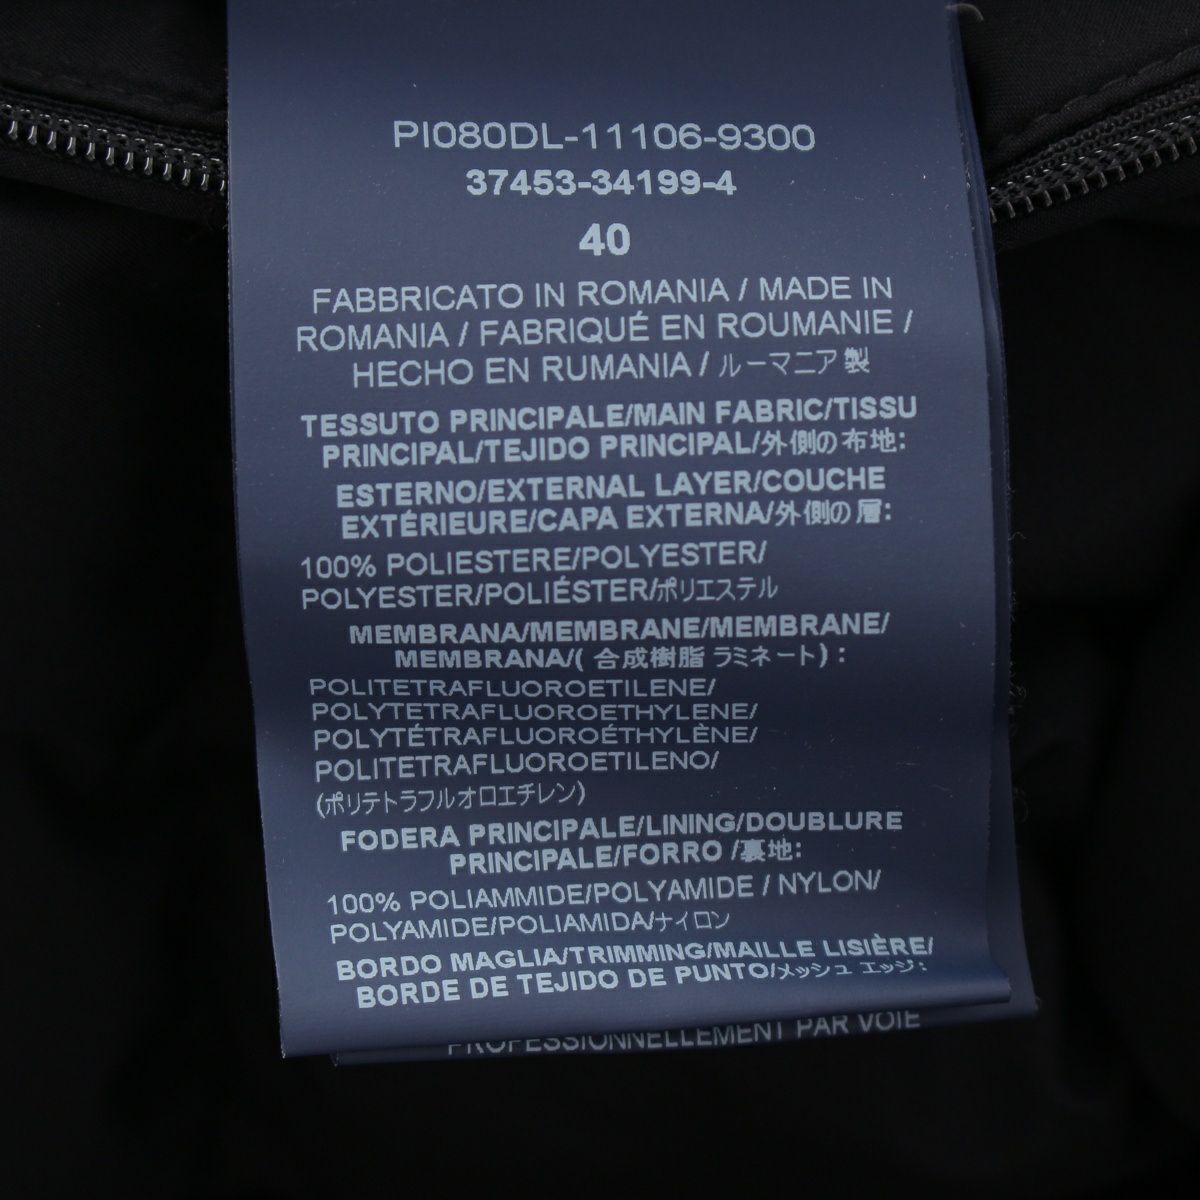 PI080DL-11106-9300
37453-34199-4
40
FABBRICATO IN ROMANIA / MADE IN
ROMANIA / FABRIQUÉ EN ROUMANIE /
HECHO EN RUMANIA / ルーマニア製
TESSUTO PRINCIPALE/MAIN FABRIC/TISSU
PRINCIPAL/TEJIDO PRINCIPAL/外側の布地:
ESTERNO/EXTERNAL LAYER/COUCHE
EXTÉRIEURE/CAPA EXTERNA/外側の層:
100% POLIESTERE/POLYESTER/
POLYESTER/POLIÉSTER/ポリエステル
MEMBRANA/MEMBRANE/MEMBRANE/
MEMBRANA/( 合成樹脂 ラミネート) :
POLITETRAFLUOROETILENE/
POLYTETRAFLUOROETHYLENE/
POLYTÉTRAFLUOROÉTHYLÈNE/
POLITETRAFLUOROETILENO/
(ポリテトラフルオロエチレン)
FODERA PRINCIPALE/LINING/DOUBLURE
PRINCIPALE/FORRO /裏地:
100% POLIAMMIDE/POLYAMIDE / NYLON/
POLYAMIDE/POLIAMIDA/ナイロン
BORDO MAGLIA/TRIMMING/MAILLE LISIÈRE/
BORDE DE TEJIDO DE PUNTO/メッシュ エッジ:
PROFESSIONNELLEMENT PAR VOIE